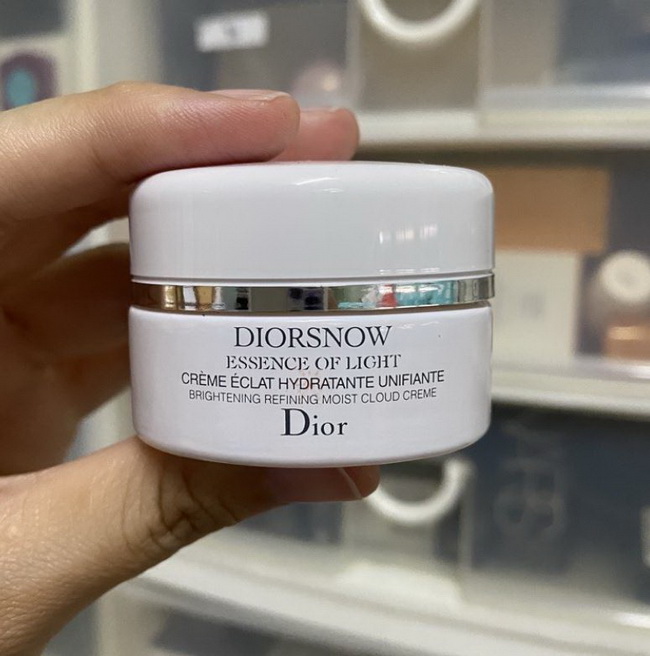 DIORSNOW
ESSENCE OF LIGHT
CRÈME ÉCLAT HYDRATANTE UNIFIANTE
BRIGHTENING REFINING MOIST CLOUD CREME
Dior